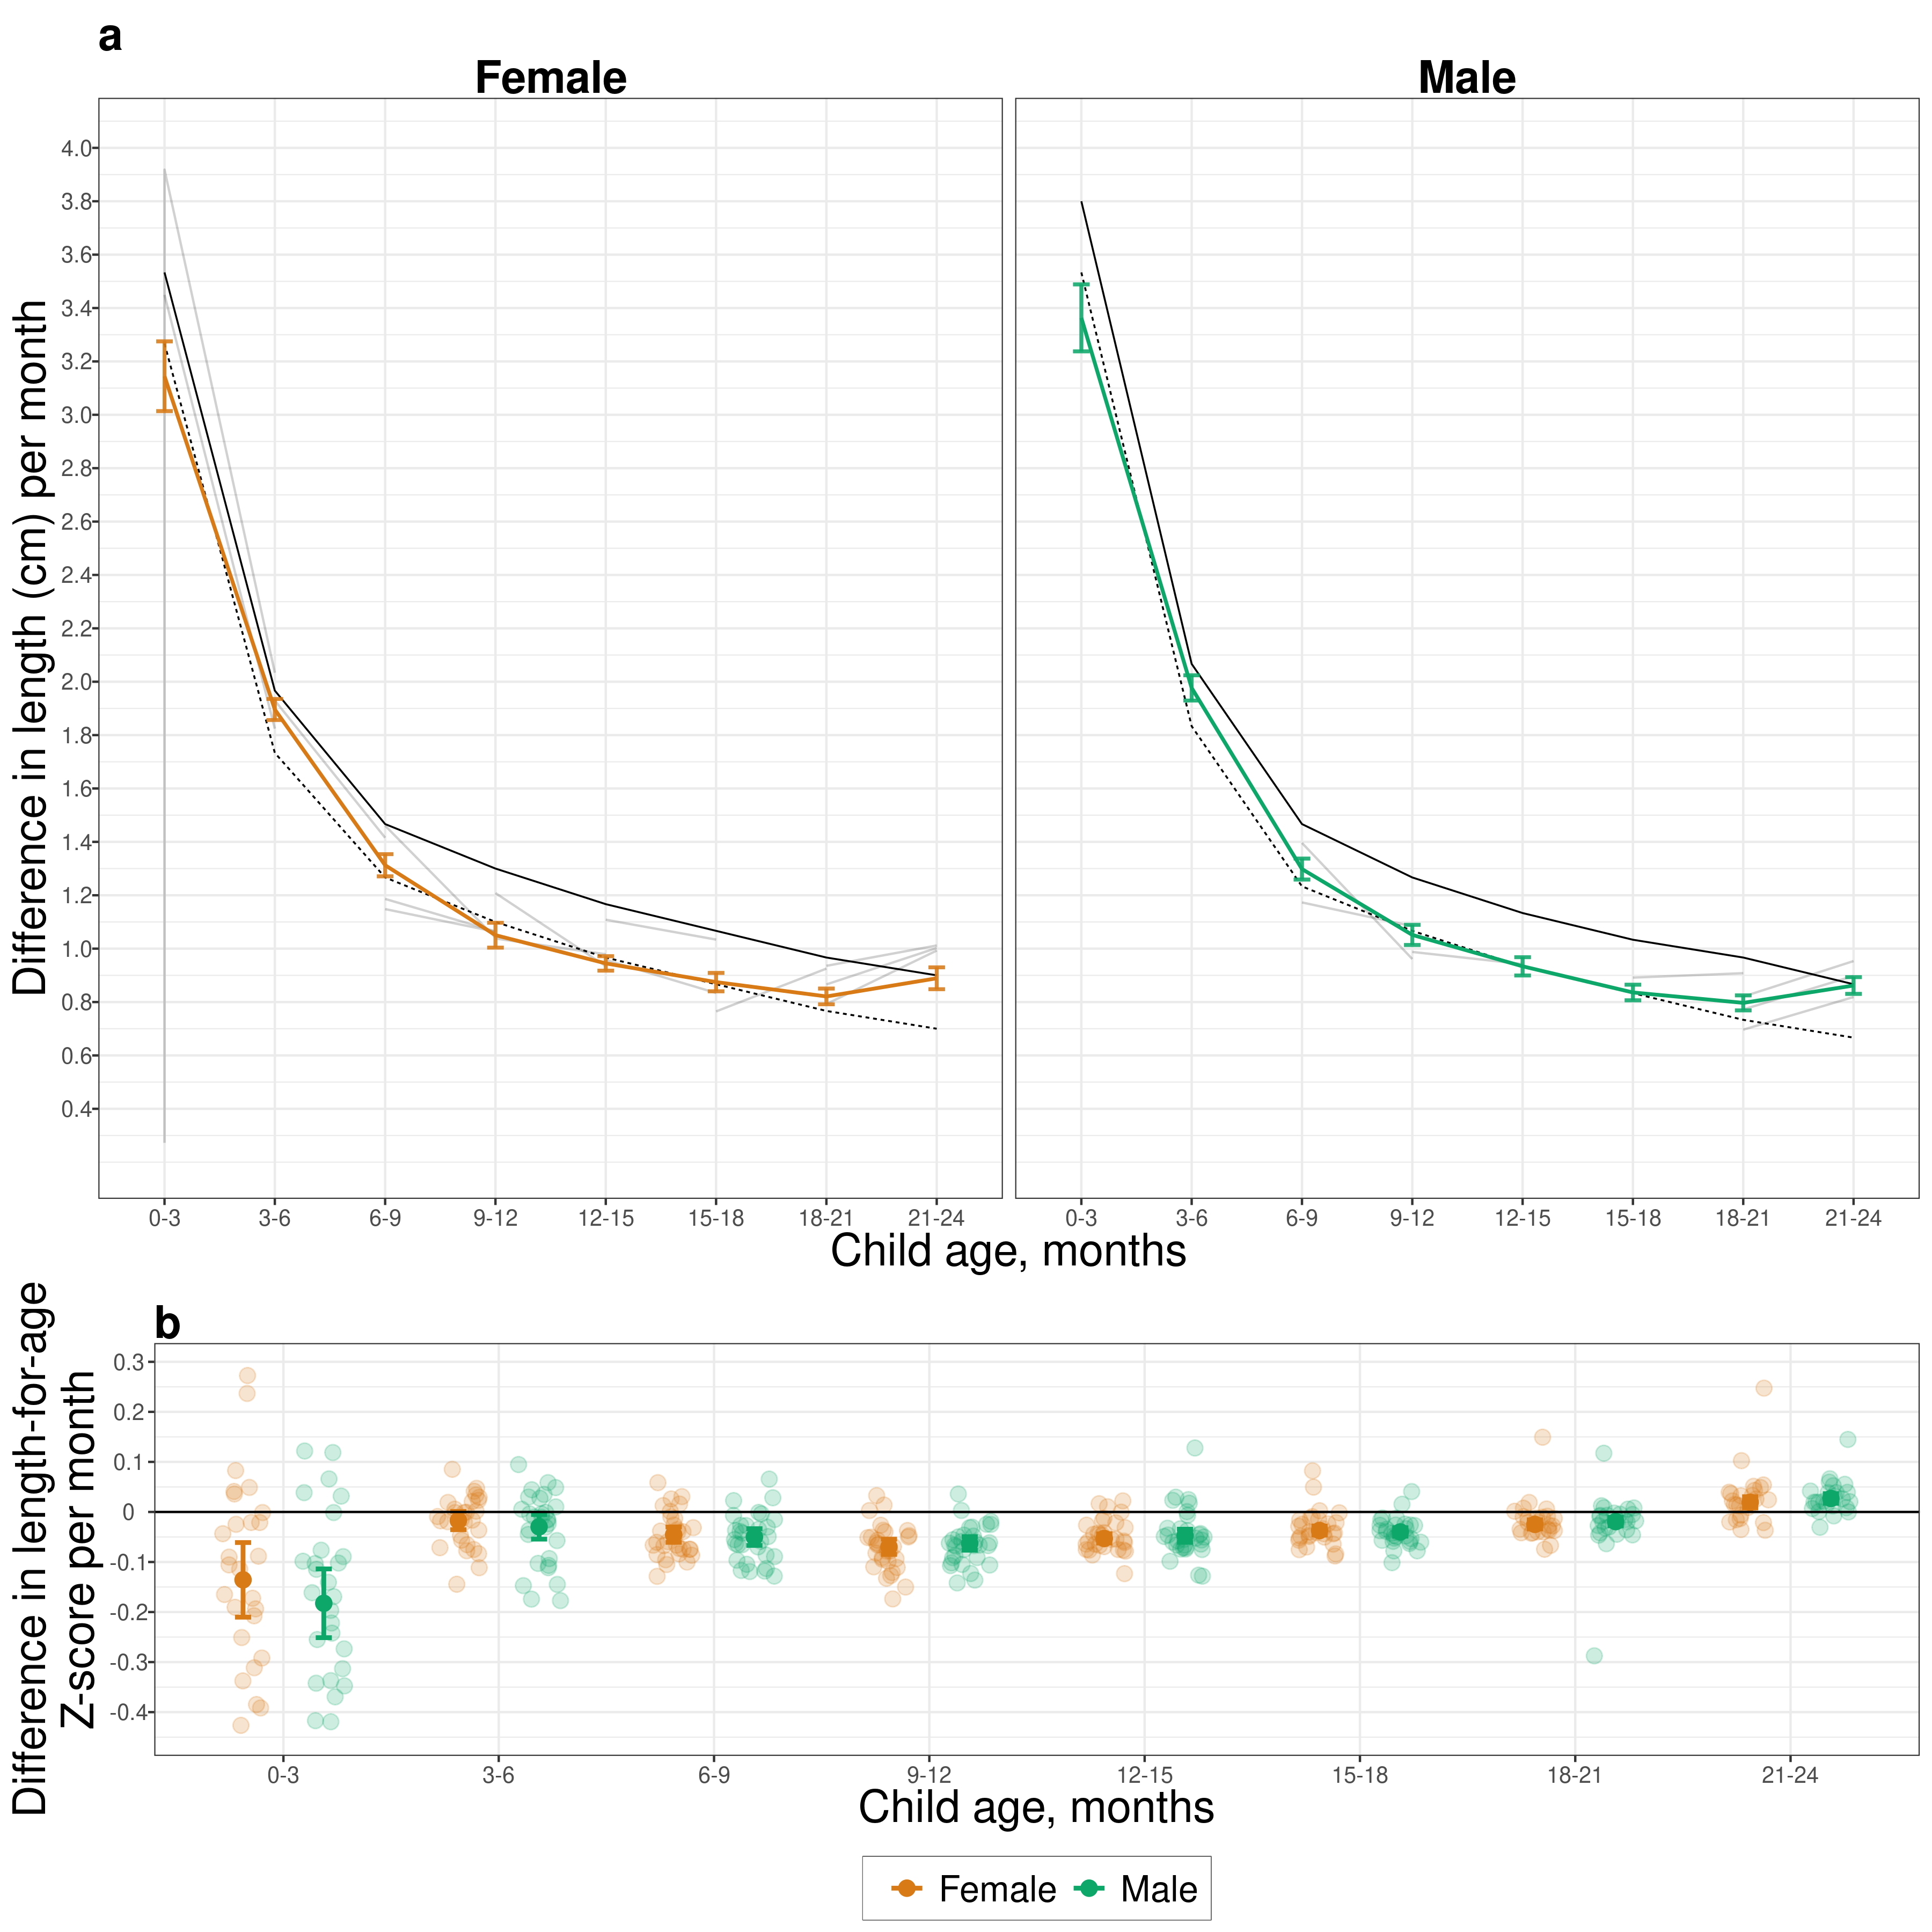 a
Female Male
Difference in length (cm) per month
4.0
3.8
3.6
3.4
3.2
3.0
2.8
2.6
2.4
2.2
2.0
1.8
1.6
1.4
1.2
1.0
0.8
0.6
0.4
0-3 3-6 6-9 9-12 12-15 15-18 18-21 21-24 0-3 3-6 6-9 9-12 12-15 15-18 18-21 21-24
Child age, months
b
Difference in length-for-age
Z-score per month
0.3
0.2
0.1
0
-0.1
-0.2
-0.3
-0.4
0-3 3-6 6-9 9-12 12-15 15-18 18-21 21-24
Child age, months
Female Male